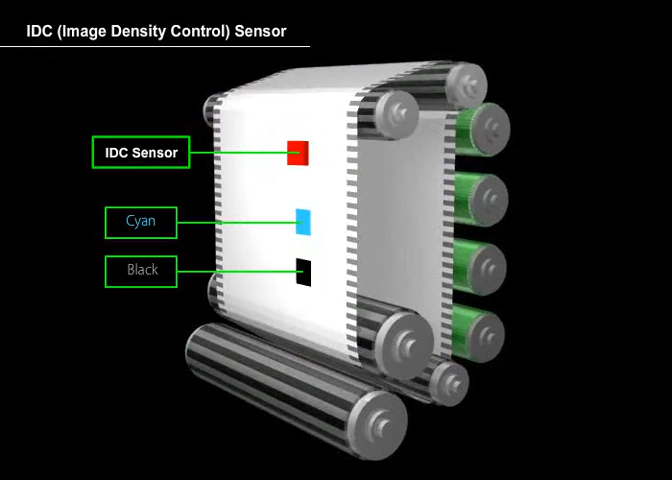 IDC (Image Density Control) Sensor
IDC Sensor
Cyan
Black